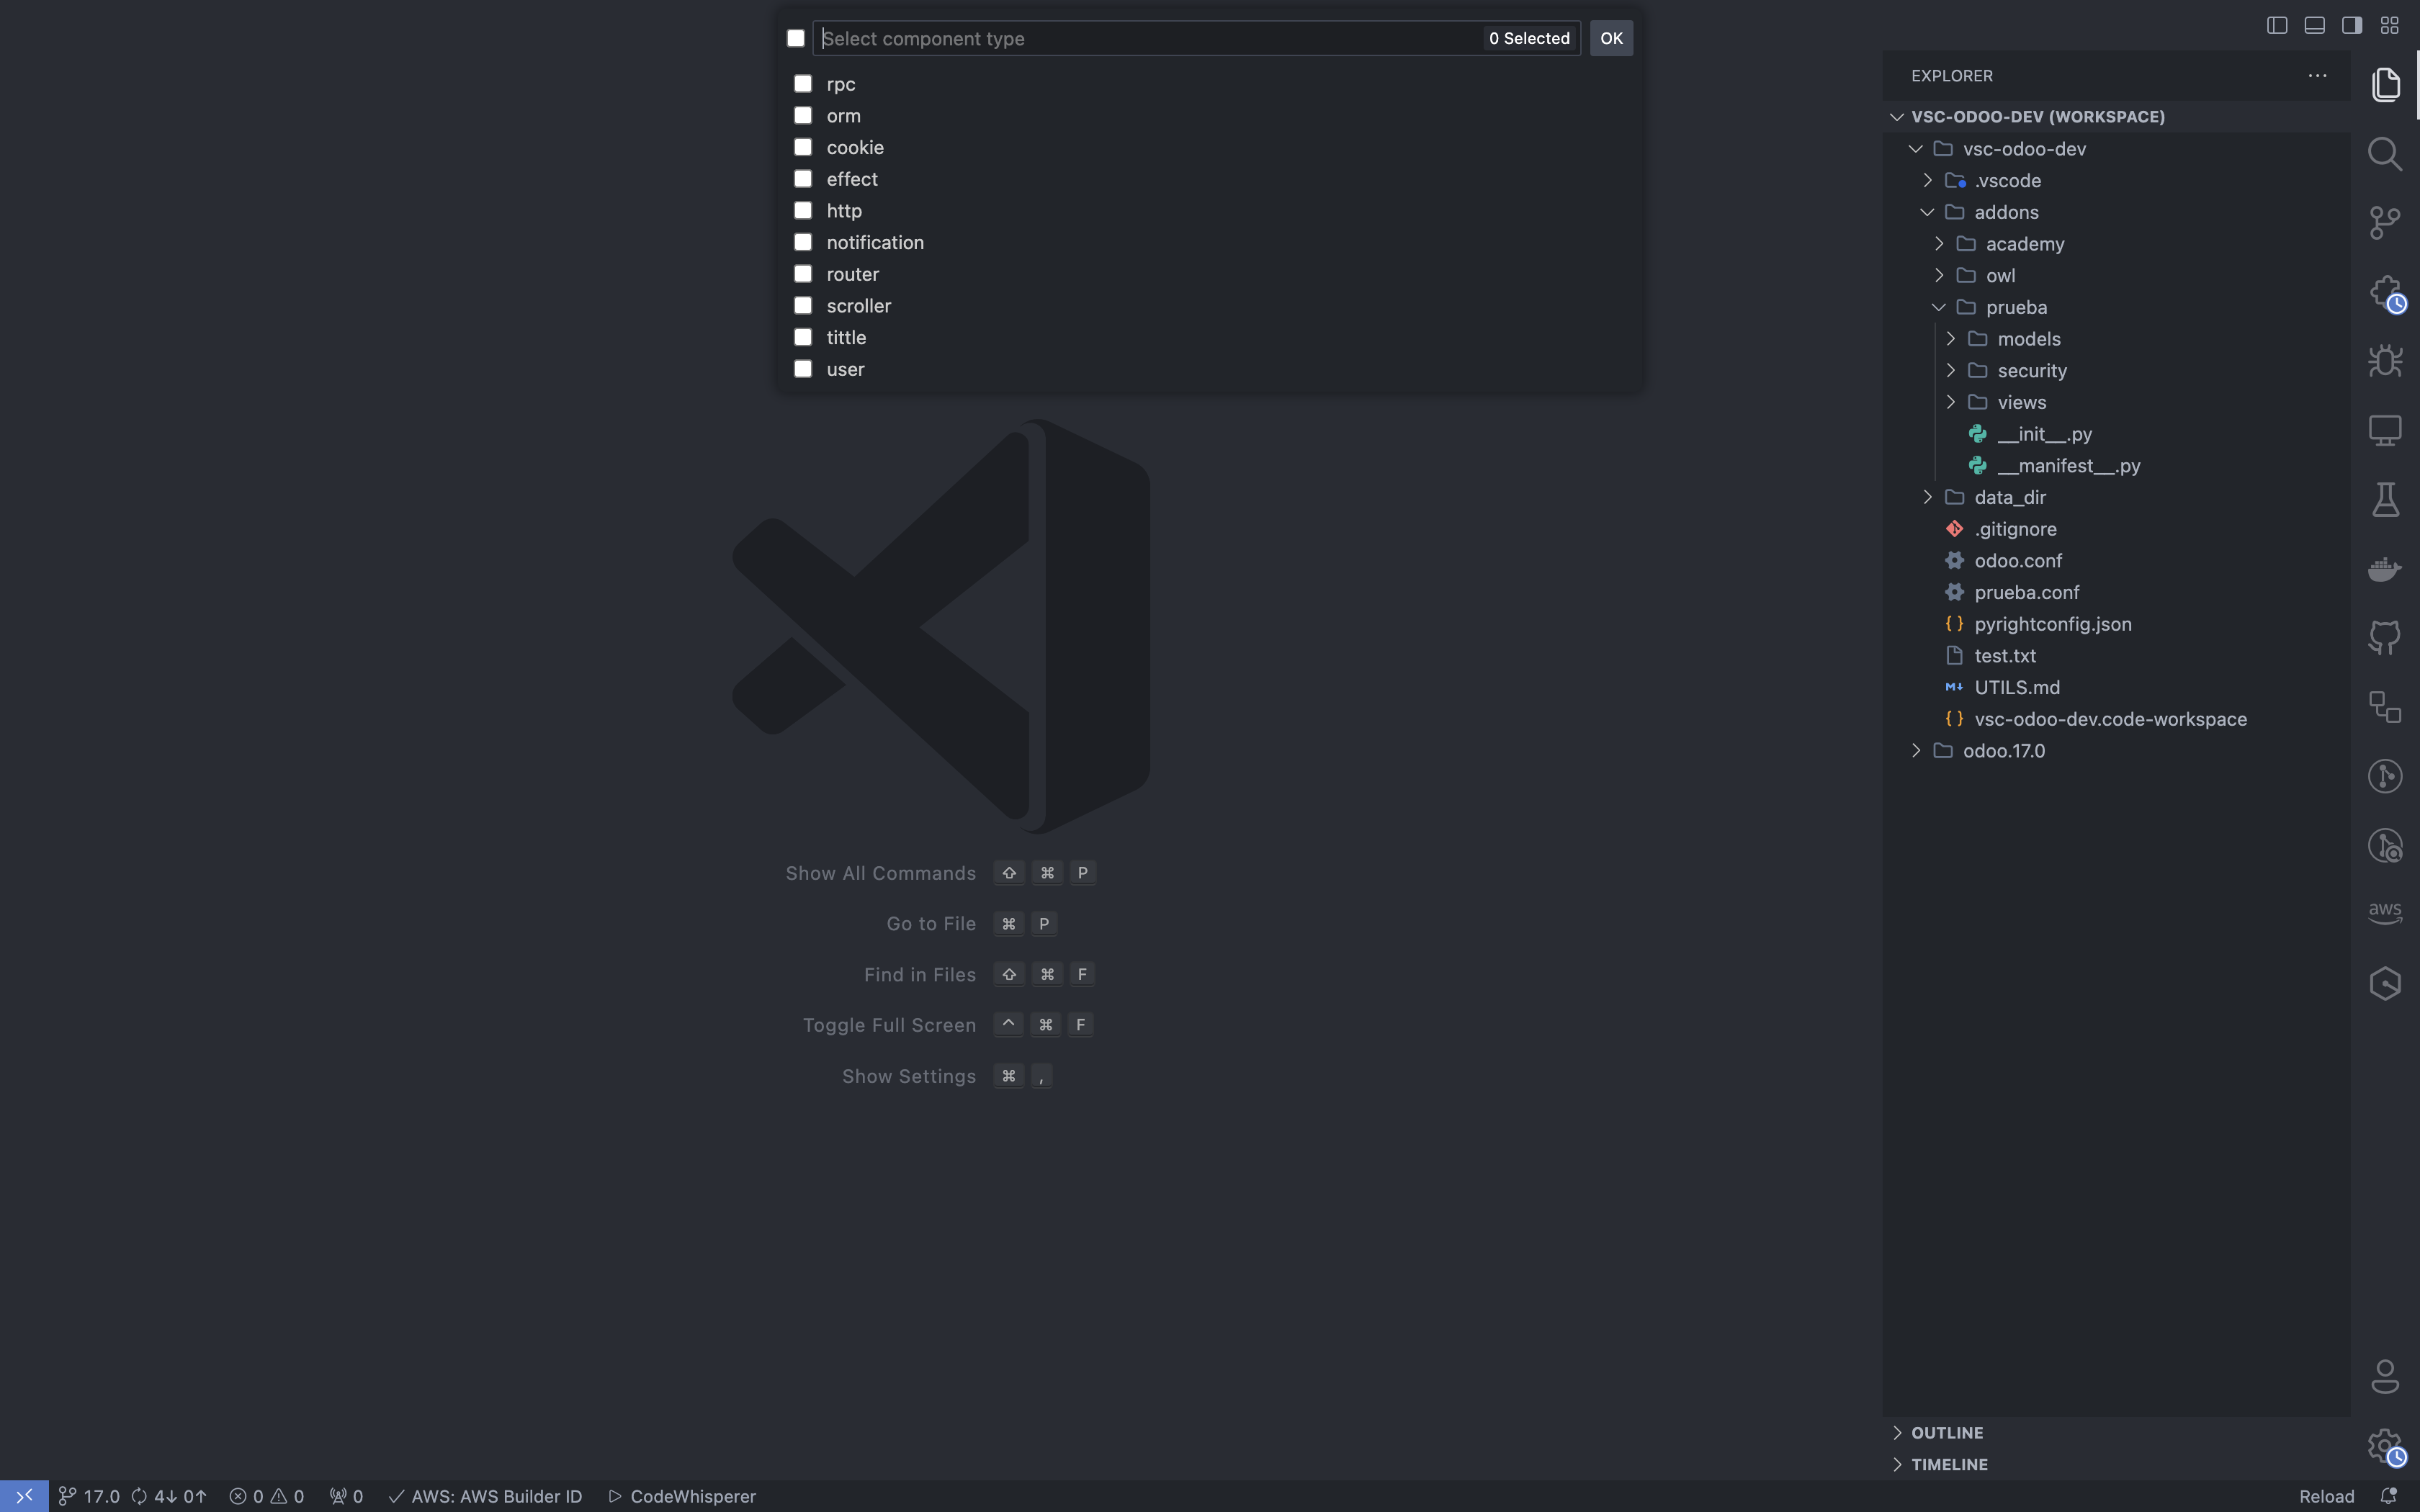 Select component type
0 Selected
OK
rpc
orm
cookie
effect
http
notification
router
scroller
tittle
user
Show All Commands ⇧ ⌘ P
Go to File ⌘ P
Find in Files ⇧ ⌘ F
Toggle Full Screen ^ ⌘ F
Show Settings ⌘ ,
EXPLORER
VSC-ODOO-DEV (WORKSPACE)
vsc-odoo-dev
.vscode
addons
academy
owl
prueba
models
security
views
__init__.py
__manifest__.py
data_dir
.gitignore
odoo.conf
prueba.conf
{} pyrightconfig.json
test.txt
M↓ UTILS.md
{} vsc-odoo-dev.code-workspace
odoo.17.0
OUTLINE
TIMELINE
aws
17.0 4↓ 0↑ 0 0 0 AWS: AWS Builder ID CodeWhisperer Reload